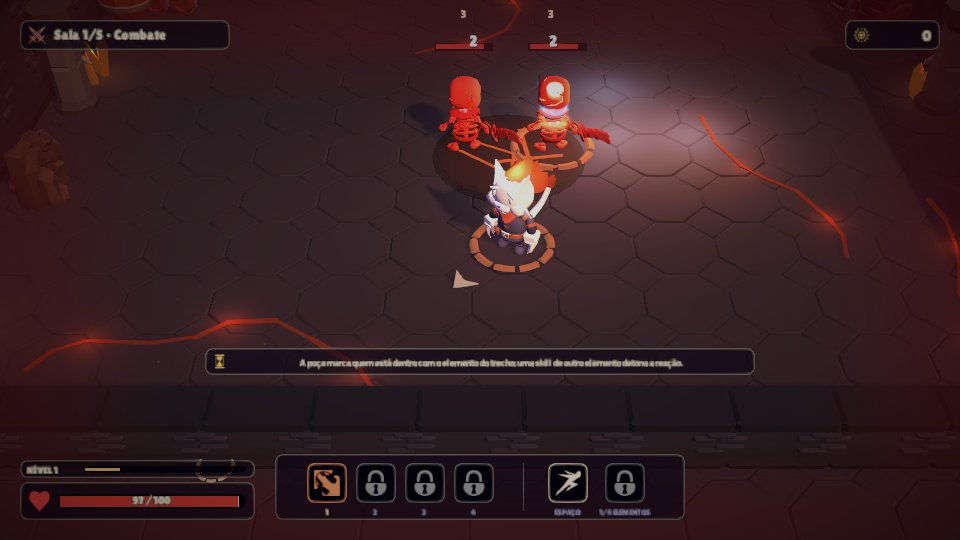 3 3
Sala 1/5 · Combate
2 2
0
A poça marca quem está dentro com o elemento do trecho: uma skill de outro elemento detona a reação.
NÍVEL 1
97 / 100
1 2 3 4 ESPAÇO 1/4 ELEMENTOS